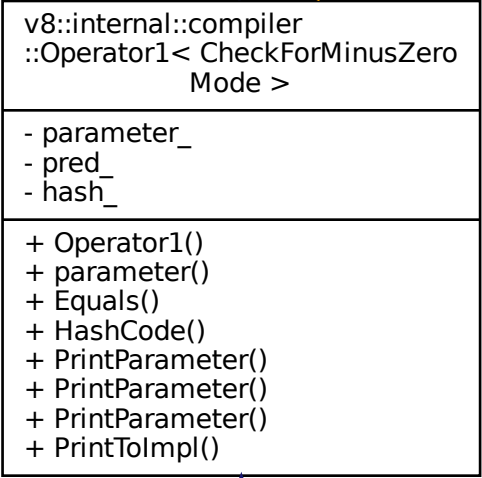 v8::internal::compiler
::Operator1< CheckForMinusZero
Mode >
- parameter_
- pred_
- hash_
+ Operator1()
+ parameter()
+ Equals()
+ HashCode()
+ PrintParameter()
+ PrintParameter()
+ PrintParameter()
+ PrintToImpl()